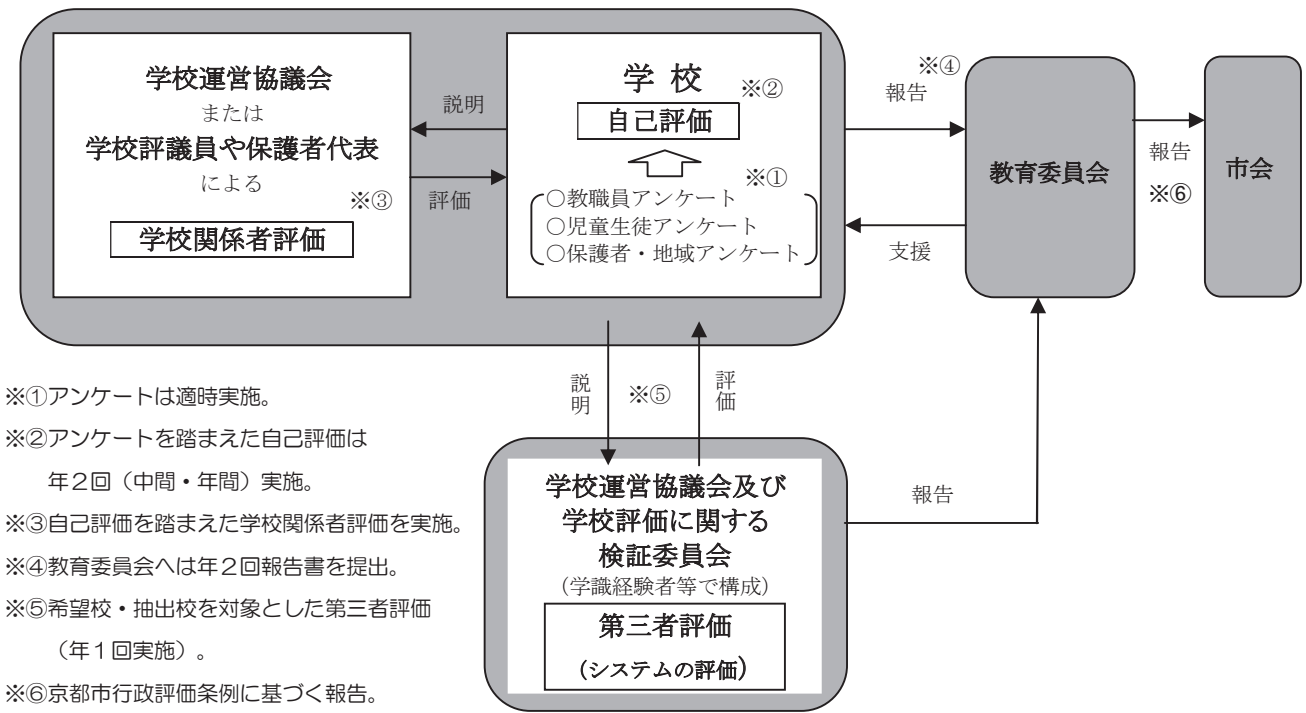 学校運営協議会
または
学校評議員や保護者代表
による
※③
学校関係者評価
説明
評価
学 校
※②
自己評価
※①
○教職員アンケート
○児童生徒アンケート
○保護者・地域アンケート
※④
報告
支援
教育委員会
報告
※⑥
市会
説明
※⑤
評価
学校運営協議会及び
学校評価に関する
検証委員会
(学識経験者等で構成)
第三者評価
(システムの評価)
報告
※①アンケートは適時実施。
※②アンケートを踏まえた自己評価は
年2回(中間・年間)実施。
※③自己評価を踏まえた学校関係者評価を実施。
※④教育委員会へは年2回報告書を提出。
※⑤希望校・抽出校を対象とした第三者評価
(年1回実施)。
※⑥京都市行政評価条例に基づく報告。